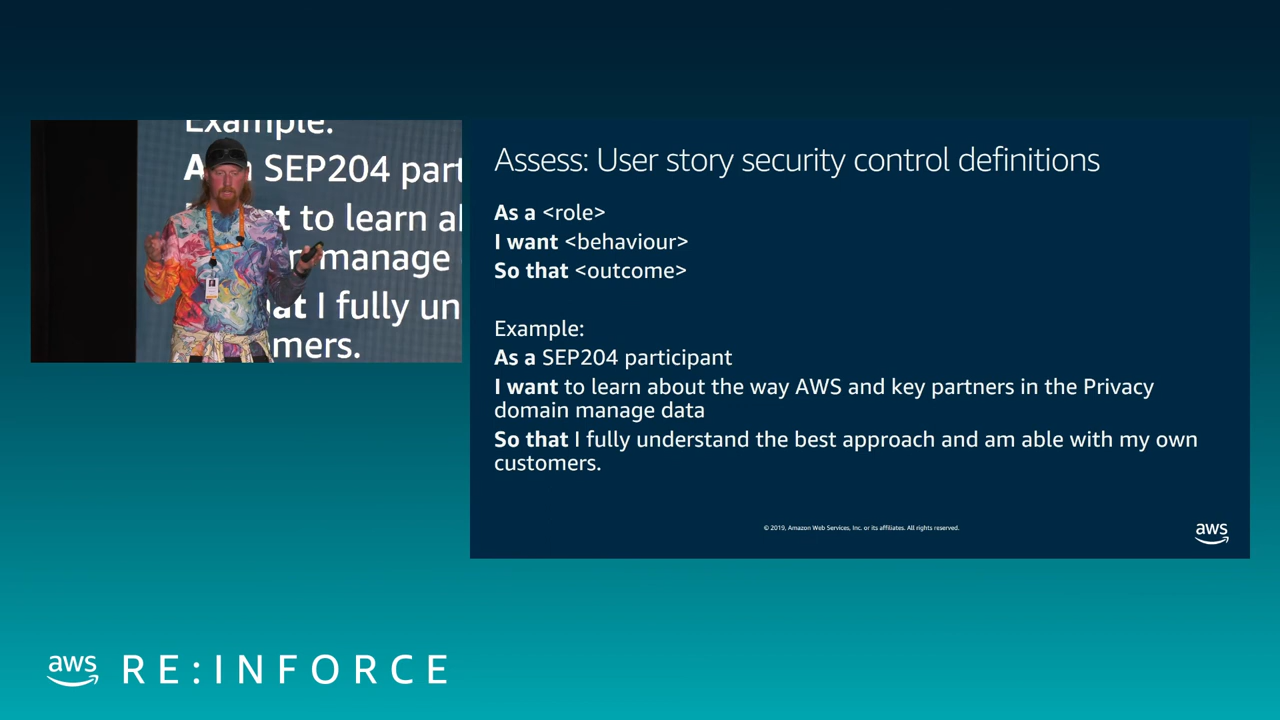 Example:
As a SEP204 part
to learn al
manage
at I fully un
mers.
Assess: User story security control definitions
As a <role>
I want <behaviour>
So that <outcome>
Example:
As a SEP204 participant
I want to learn about the way AWS and key partners in the Privacy
domain manage data
So that I fully understand the best approach and am able with my own
customers.
© 2019, Amazon Web Services, Inc. or its affiliates. All rights reserved.
aws
aws RE:INFORCE